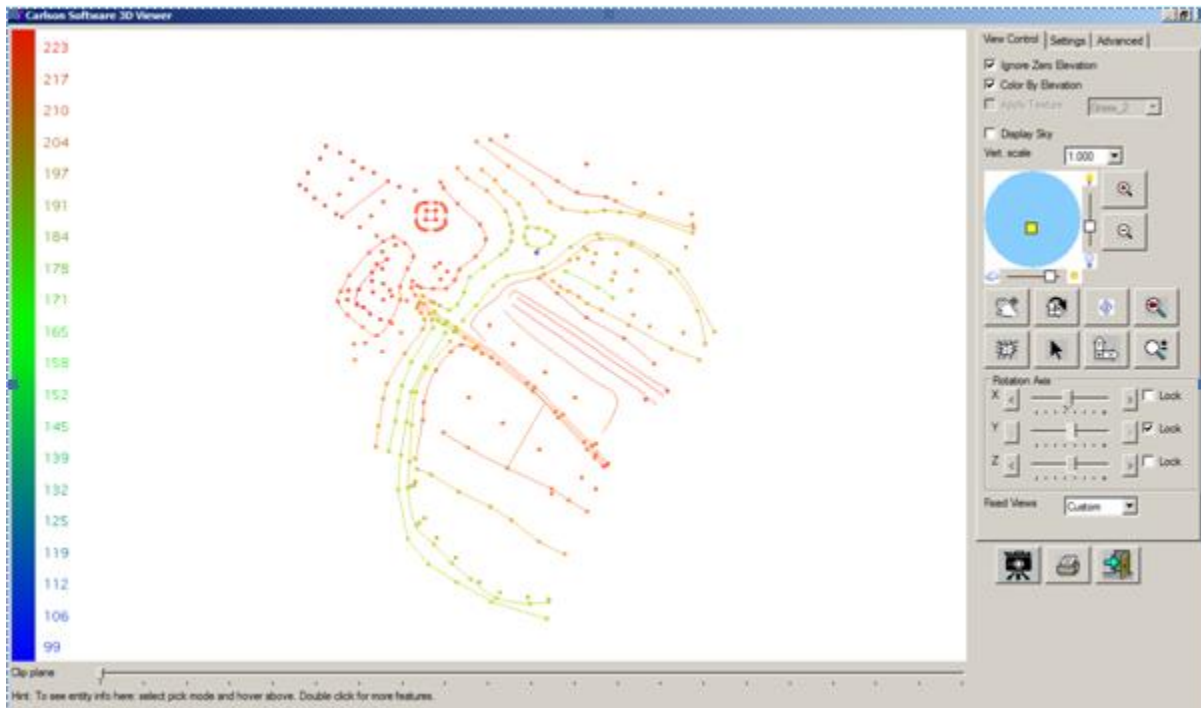 Carlson Software 3D Viewer
223
217
210
204
197
191
184
178
171
165
158
152
145
139
132
125
119
112
106
99
View Control Settings Advanced
Ignore Zero Elevation
Color By Elevation
Apply Texture Grass_2
Display Sky
Vert. scale 1.000
Rotation Axis
X < > Lock
Y Lock
Z < > Lock
Fixed Views Custom
Clip plane
Hint: To see entity info here: select pick mode and hover above. Double click for more features.